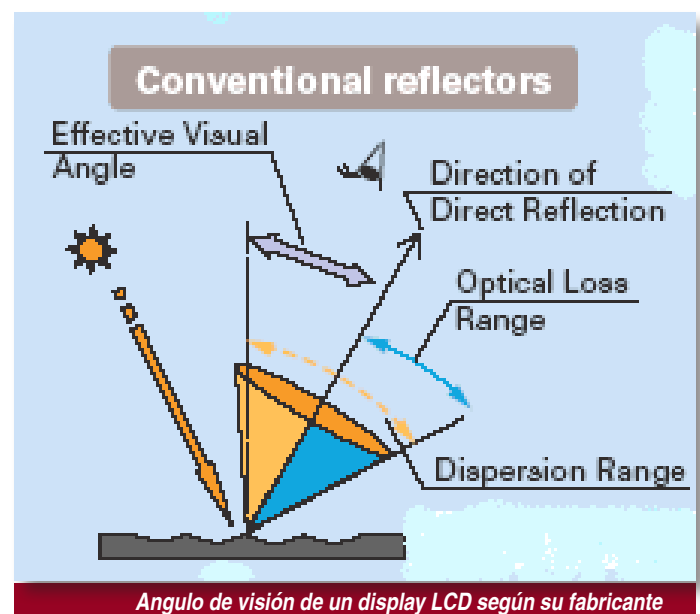 Conventional reflectors
Effective Visual
Angle
Direction of
Direct Reflection
Optical Loss
Range
Dispersion Range
Angulo de visión de un display LCD según su fabricante